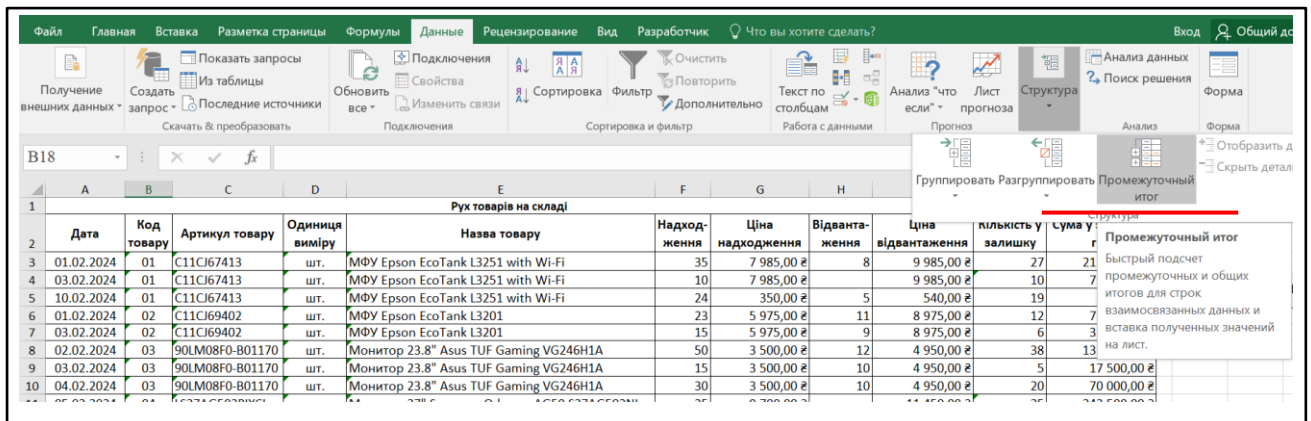 Файл Главная Вставка Разметка страницы Формулы Данные Рецензирование Вид Разработчик Что вы хотите сделать? Вход Общий до
Получение внешних данных
Создать запрос
Показать запросы
Из таблицы
Последние источники
Скачать & преобразовать
Обновить все
Подключения
Свойства
Изменить связи
Подключения
Сортировка
Фильтр
Очистить
Повторить
Дополнительно
Сортировка и фильтр
Текст по столбцам
Работа с данными
Анализ "что если"
Лист прогноза
Прогноз
Структура
Анализ данных
Поиск решения
Анализ
Форма
Форма
Группировать Разгруппировать Промежуточный итог
Отобразить д
Скрыть детали
Структура
Промежуточный итог
Быстрый подсчет
промежуточных и общих
итогов для строк
взаимосвязанных данных и
вставка полученных значений
на лист.
B18 fx
A B C D E F G H
1 Рух товарів на складі
2 Дата Код товару Артикул товару Одиниця виміру Назва товару Надход-ження Ціна надходження Відванта-ження Ціна відвантаження Кількість у залишку Сума у
3 01.02.2024 01 C11CJ67413 шт. МФУ Epson EcoTank L3251 with Wi-Fi 35 7 985,00 ₴ 8 9 985,00 ₴ 27 21
4 03.02.2024 01 C11CJ67413 шт. МФУ Epson EcoTank L3251 with Wi-Fi 10 7 985,00 ₴ 9 985,00 ₴ 10 7
5 10.02.2024 01 C11CJ67413 шт. МФУ Epson EcoTank L3251 with Wi-Fi 24 350,00 ₴ 5 540,00 ₴ 19
6 01.02.2024 02 C11CJ69402 шт. МФУ Epson EcoTank L3201 23 5 975,00 ₴ 11 8 975,00 ₴ 12 7
7 03.02.2024 02 C11CJ69402 шт. МФУ Epson EcoTank L3201 15 5 975,00 ₴ 9 8 975,00 ₴ 6 3
8 02.02.2024 03 90LM08F0-B01170 шт. Монитор 23.8" Asus TUF Gaming VG246H1A 50 3 500,00 ₴ 12 4 950,00 ₴ 38 13
9 03.02.2024 03 90LM08F0-B01170 шт. Монитор 23.8" Asus TUF Gaming VG246H1A 15 3 500,00 ₴ 10 4 950,00 ₴ 5 17 500,00 ₴
10 04.02.2024 03 90LM08F0-B01170 шт. Монитор 23.8" Asus TUF Gaming VG246H1A 30 3 500,00 ₴ 10 4 950,00 ₴ 20 70 000,00 ₴